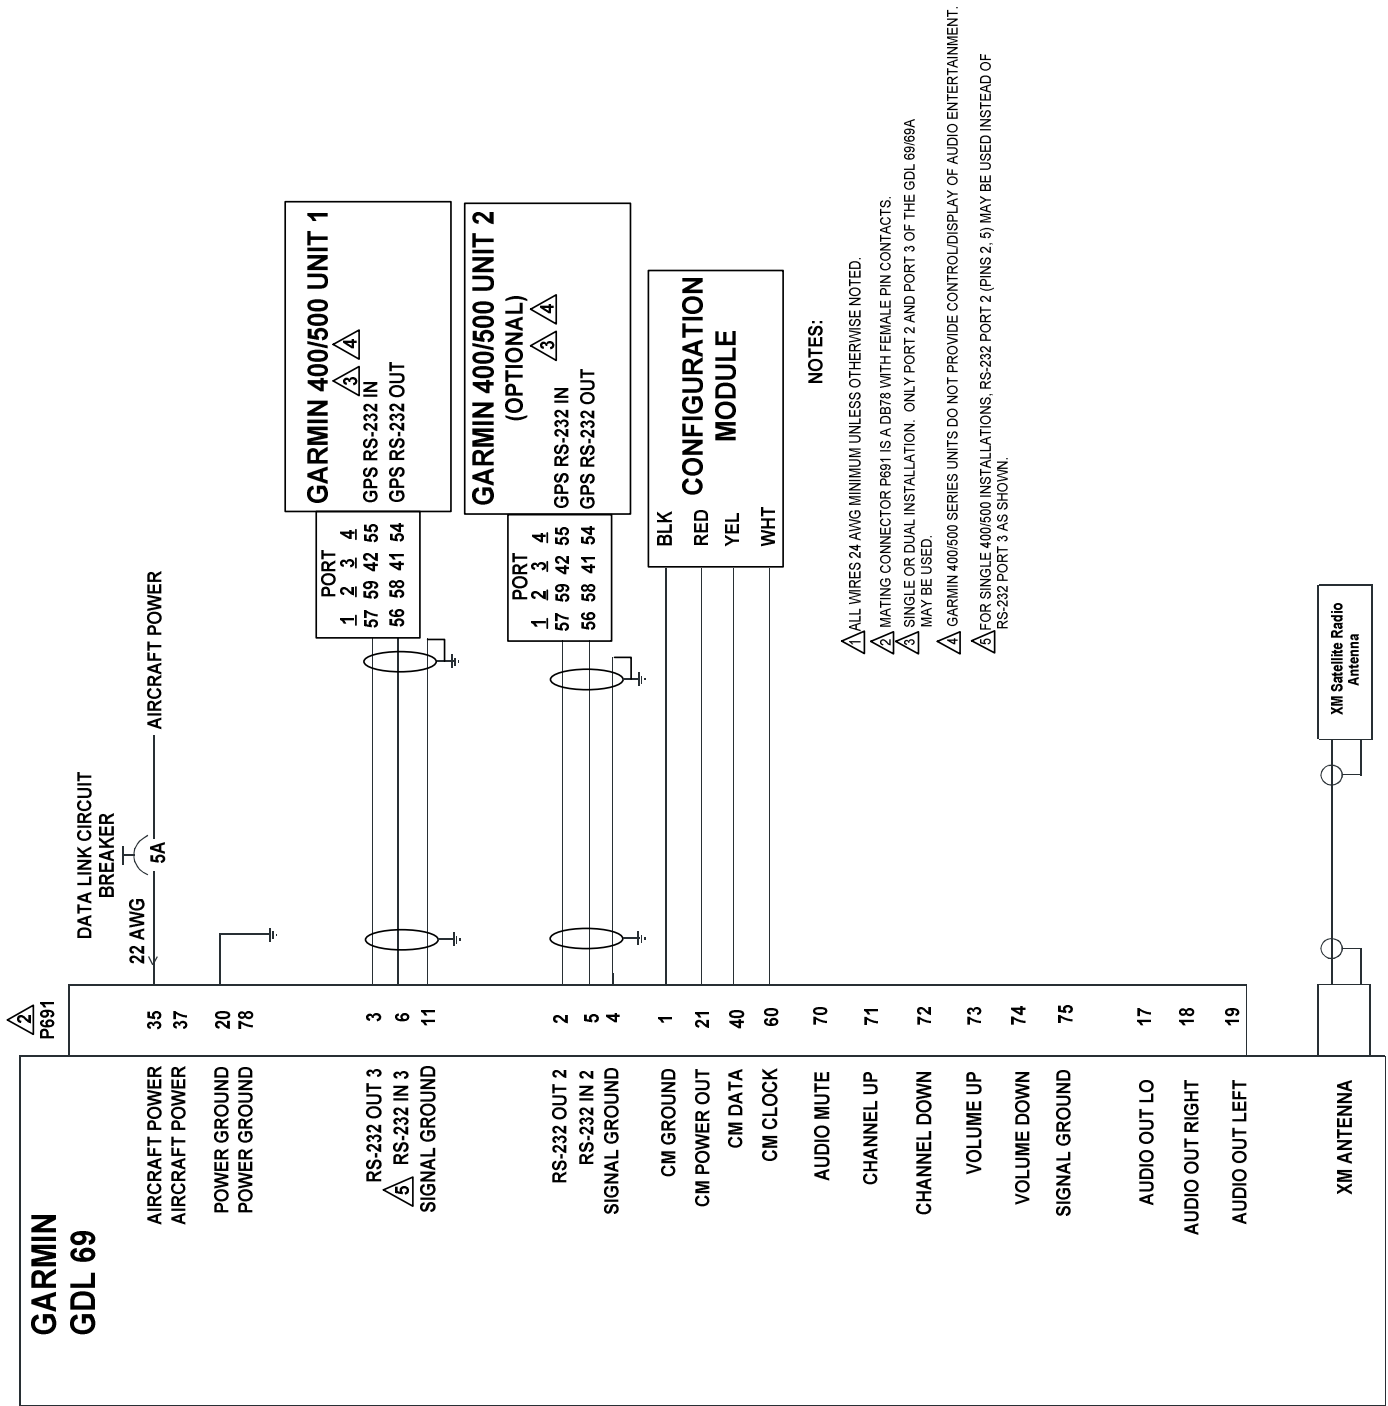 GARMIN
GDL 69
2
P691
AIRCRAFT POWER 35
AIRCRAFT POWER 37
POWER GROUND 20
POWER GROUND 78
22 AWG
DATA LINK CIRCUIT
BREAKER
5A
AIRCRAFT POWER
RS-232 OUT 3 3
5 RS-232 IN 3 6
SIGNAL GROUND 11
PORT
1 2 3 4
57 59 42 55
56 58 41 54
GARMIN 400/500 UNIT 1
3 4
GPS RS-232 IN
GPS RS-232 OUT
RS-232 OUT 2 2
RS-232 IN 2 5
SIGNAL GROUND 4
PORT
1 2 3 4
57 59 42 55
56 58 41 54
GARMIN 400/500 UNIT 2
(OPTIONAL)
3 4
GPS RS-232 IN
GPS RS-232 OUT
CM GROUND 1
CM POWER OUT 21
CM DATA 40
CM CLOCK 60
BLK
RED
YEL
WHT
CONFIGURATION
MODULE
AUDIO MUTE 70
CHANNEL UP 71
CHANNEL DOWN 72
VOLUME UP 73
VOLUME DOWN 74
SIGNAL GROUND 75
AUDIO OUT LO 17
AUDIO OUT RIGHT 18
AUDIO OUT LEFT 19
XM ANTENNA
XM Satellite Radio
Antenna
NOTES:
1 ALL WIRES 24 AWG MINIMUM UNLESS OTHERWISE NOTED.
2 MATING CONNECTOR P691 IS A DB78 WITH FEMALE PIN CONTACTS.
3 SINGLE OR DUAL INSTALLATION. ONLY PORT 2 AND PORT 3 OF THE GDL 69/69A
MAY BE USED.
4 GARMIN 400/500 SERIES UNITS DO NOT PROVIDE CONTROL/DISPLAY OF AUDIO ENTERTAINMENT.
5 FOR SINGLE 400/500 INSTALLATIONS, RS-232 PORT 2 (PINS 2, 5) MAY BE USED INSTEAD OF
RS-232 PORT 3 AS SHOWN.